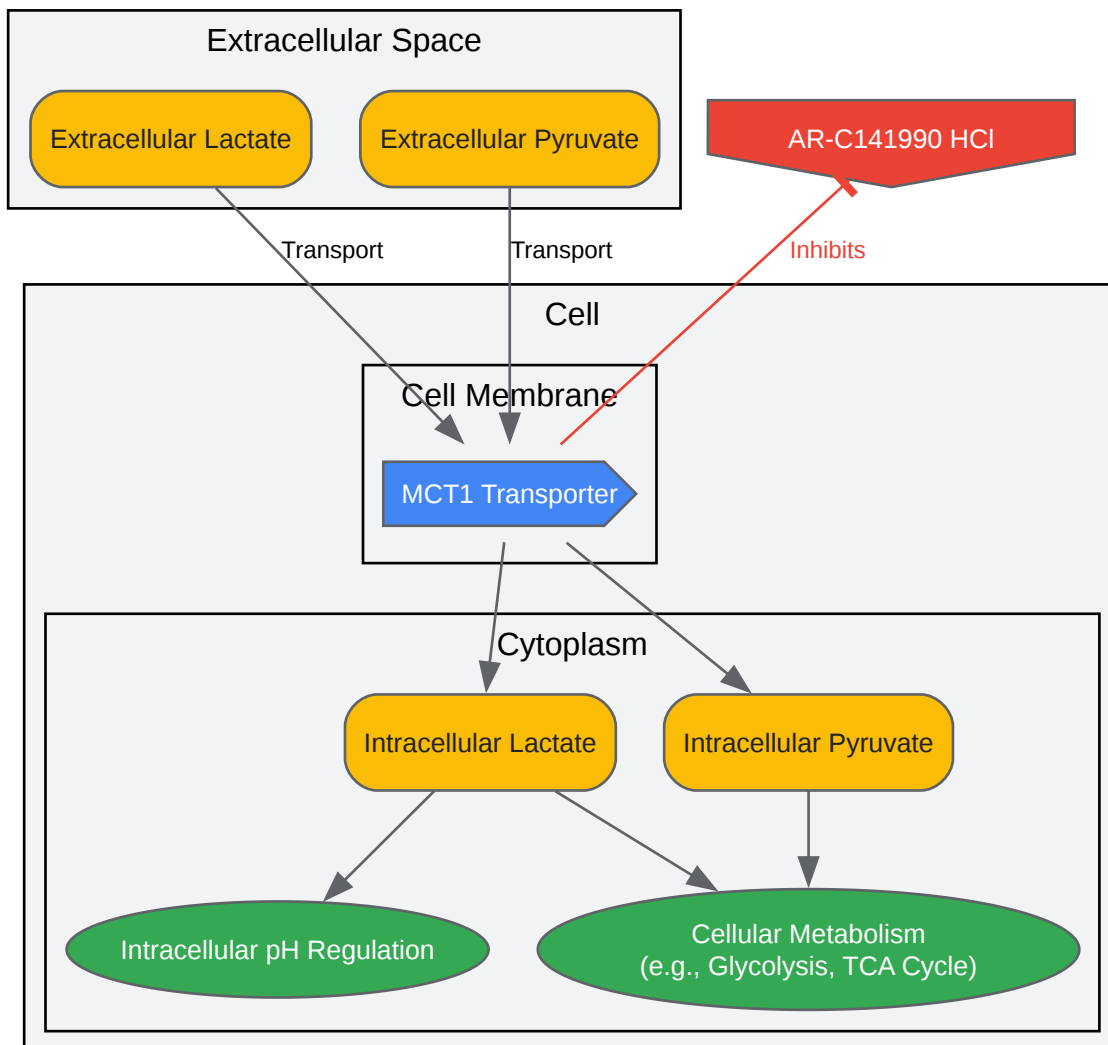 Extracellular Space
Extracellular Lactate
Extracellular Pyruvate
AR-C141990 HCl
Transport
Transport
Inhibits
Cell
Cell Membrane
MCT1 Transporter
Cytoplasm
Intracellular Lactate
Intracellular Pyruvate
Intracellular pH Regulation
Cellular Metabolism
(e.g., Glycolysis, TCA Cycle)